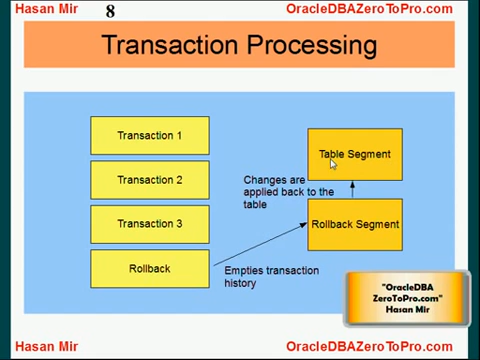 Hasan Mir 8 OracleDBAZeroToPro.com
Transaction Processing
Transaction 1
Transaction 2
Transaction 3
Rollback
Table Segment
Changes are
applied back to the
table
Rollback Segment
Empties transaction
history
"OracleDBA
ZeroToPro.com"
Hasan Mir
Hasan Mir OracleDBAZeroToPro.com